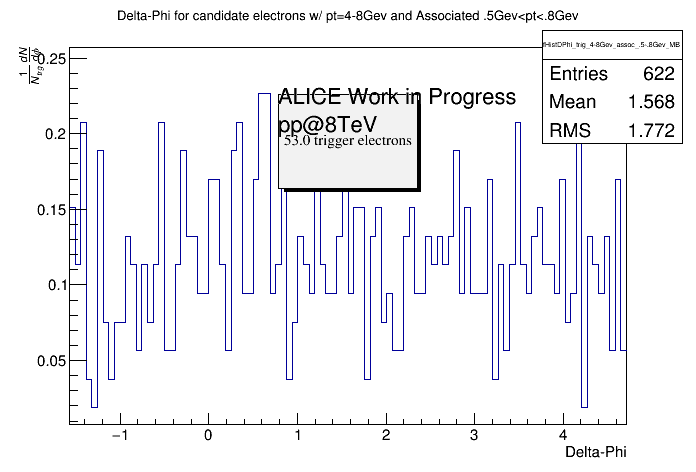 Delta-Phi for candidate electrons w/ pt=4-8Gev and Associated .5Gev<pt<.8Gev
1 dN
N_trig dϕ
0.25
0.2
0.15
0.1
0.05
ALICE Work in Progress
pp@8TeV
53.0 trigger electrons
fHistDPhi_trig_4-8Gev_assoc_.5-.8Gev_MB
Entries 622
Mean 1.568
RMS 1.772
−1 0 1 2 3 4
Delta-Phi